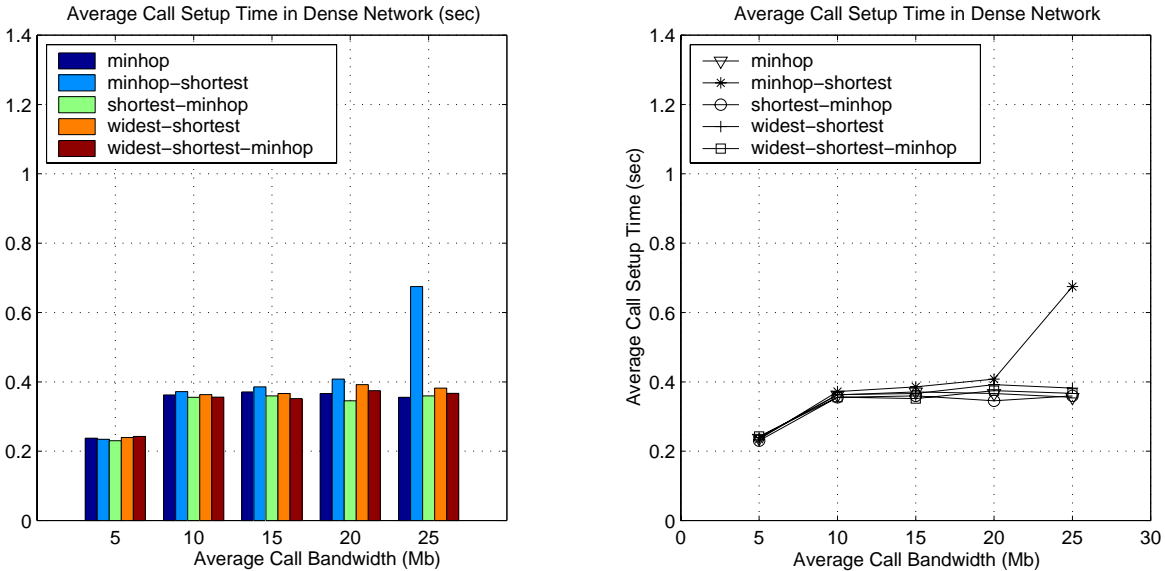 Average Call Setup Time in Dense Network (sec)
1.4
1.2
1
0.8
0.6
0.4
0.2
0
minhop
minhop−shortest
shortest−minhop
widest−shortest
widest−shortest−minhop
5
10
15
20
25
Average Call Bandwidth (Mb)
Average Call Setup Time in Dense Network
Average Call Setup Time (sec)
1.4
1.2
1
0.8
0.6
0.4
0.2
0
minhop
minhop−shortest
shortest−minhop
widest−shortest
widest−shortest−minhop
0
5
10
15
20
25
30
Average Call Bandwidth (Mb)